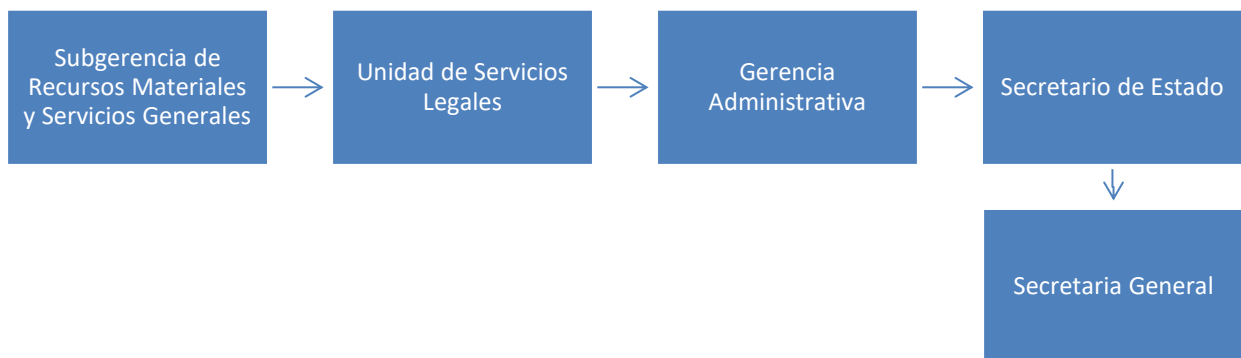 Subgerencia de
Recursos Materiales
y Servicios Generales
Unidad de Servicios
Legales
Gerencia
Administrativa
Secretario de Estado
Secretaria General